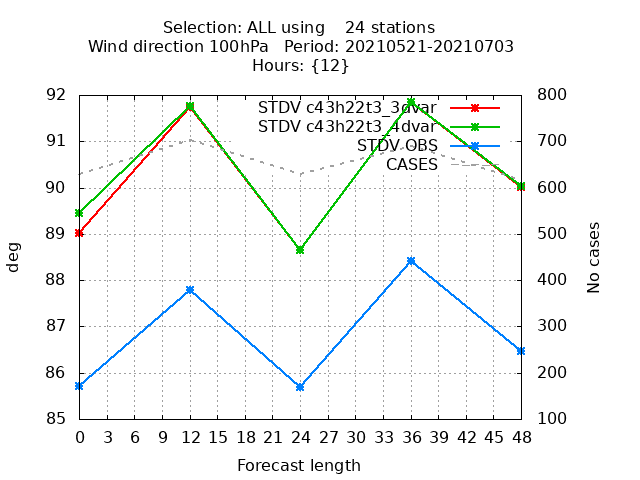 Selection: ALL using    24 stations
Wind direction 100hPa   Period: 20210521-20210703
Hours: {12}
STDV c43h22t3_3dvar
STDV c43h22t3_4dvar
STDV OBS
CASES
92
91
90
89
88
87
86
85
800
700
600
500
400
300
200
100
deg
No cases
0 3 6 9 12 15 18 21 24 27 30 33 36 39 42 45 48
Forecast length